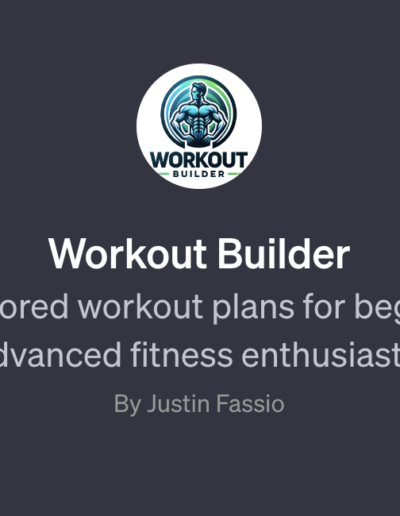 WORKOUT
BUILDER
Workout Builder
ored workout plans for beg
dvanced fitness enthusiast
By Justin Fassio